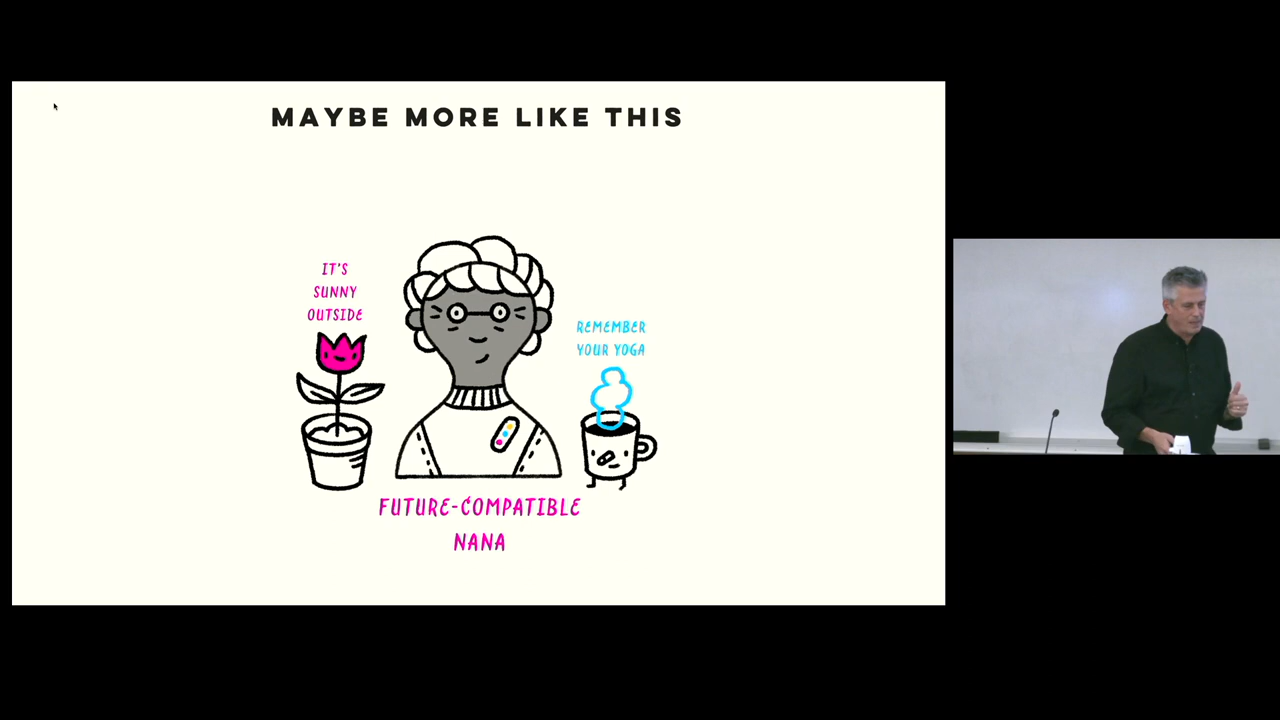 MAYBE MORE LIKE THIS
IT'S
SUNNY
OUTSIDE
REMEMBER
YOUR YOGA
FUTURE-COMPATIBLE
NANA